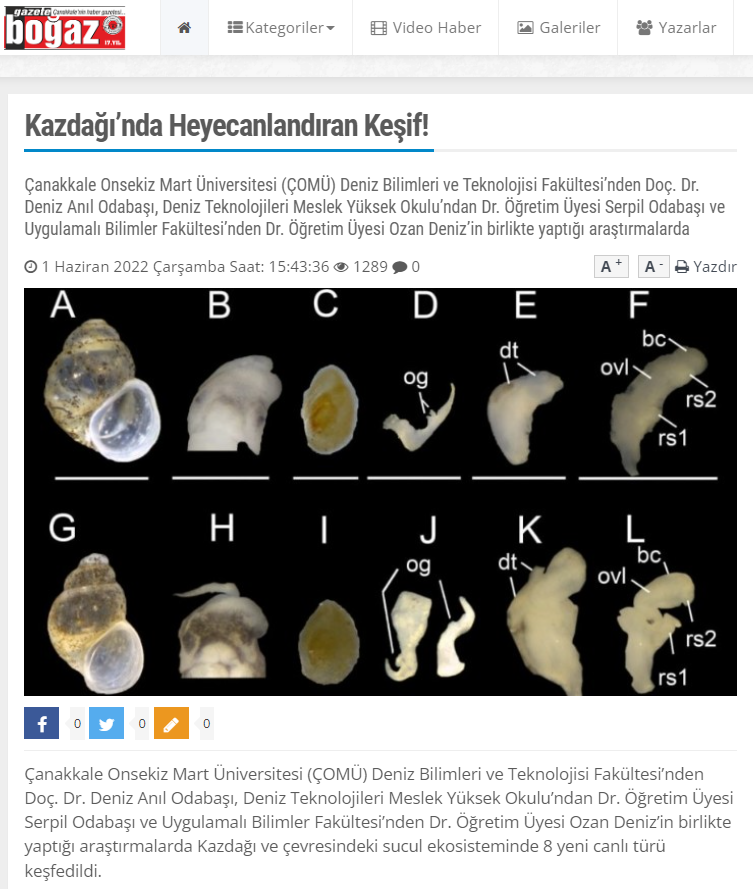 gazete Çanakkale'nin haber gazetesi...
boğaz 17.YIL
Kategoriler Video Haber Galeriler Yazarlar
Kazdağı’nda Heyecanlandıran Keşif!
Çanakkale Onsekiz Mart Üniversitesi (ÇOMÜ) Deniz Bilimleri ve Teknolojisi Fakültesi’nden Doç. Dr.
Deniz Anıl Odabaşı, Deniz Teknolojileri Meslek Yüksek Okulu’ndan Dr. Öğretim Üyesi Serpil Odabaşı ve
Uygulamalı Bilimler Fakültesi’nden Dr. Öğretim Üyesi Ozan Deniz’in birlikte yaptığı araştırmalarda
1 Haziran 2022 Çarşamba Saat: 15:43:36 1289 0 A + A - Yazdır
A B C D E F
og dt ovl bc rs2 rs1
G H I J K L
og dt ovl bc rs2 rs1
0 0 0
Çanakkale Onsekiz Mart Üniversitesi (ÇOMÜ) Deniz Bilimleri ve Teknolojisi Fakültesi’nden
Doç. Dr. Deniz Anıl Odabaşı, Deniz Teknolojileri Meslek Yüksek Okulu’ndan Dr. Öğretim Üyesi
Serpil Odabaşı ve Uygulamalı Bilimler Fakültesi’nden Dr. Öğretim Üyesi Ozan Deniz’in birlikte
yaptığı araştırmalarda Kazdağı ve çevresindeki sucul ekosisteminde 8 yeni canlı türü
keşfedildi.